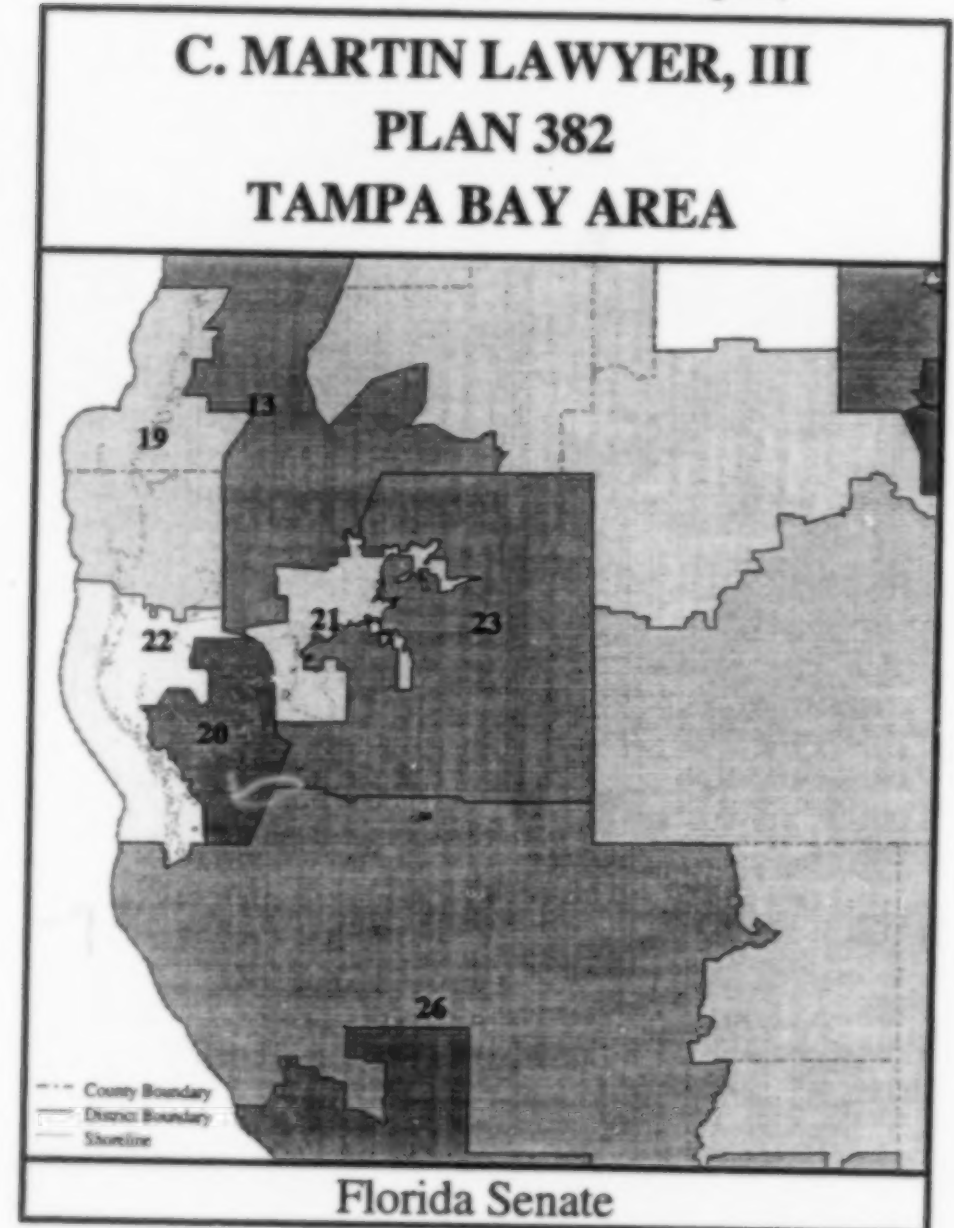 C. MARTIN LAWYER, III
PLAN 382
TAMPA BAY AREA
13
19
21
23
22
20
26
County Boundary
District Boundary
Shoreline
Florida Senate